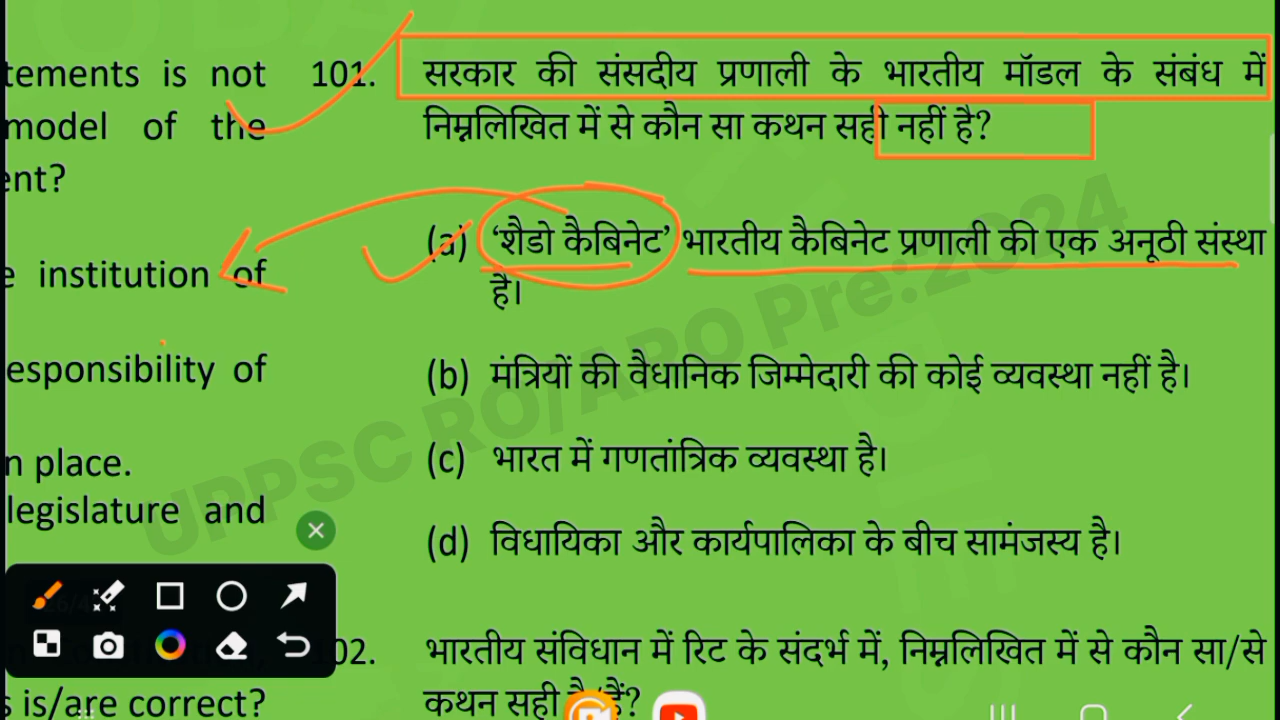 tements is not
model of the
ent?
e institution of
esponsibility of
n place.
legislature and
s is/are correct?
101. सरकार की संसदीय प्रणाली के भारतीय मॉडल के संबंध में
निम्नलिखित में से कौन सा कथन सही नहीं है?
(a) ‘शैडो कैबिनेट’ भारतीय कैबिनेट प्रणाली की एक अनूठी संस्था
है।
(b) मंत्रियों की वैधानिक जिम्मेदारी की कोई व्यवस्था नहीं है।
(c) भारत में गणतांत्रिक व्यवस्था है।
(d) विधायिका और कार्यपालिका के बीच सामंजस्य है।
102. भारतीय संविधान में रिट के संदर्भ में, निम्नलिखित में से कौन सा/से
कथन सही है/हैं?
UPPSC RO/ARO Pre:2024